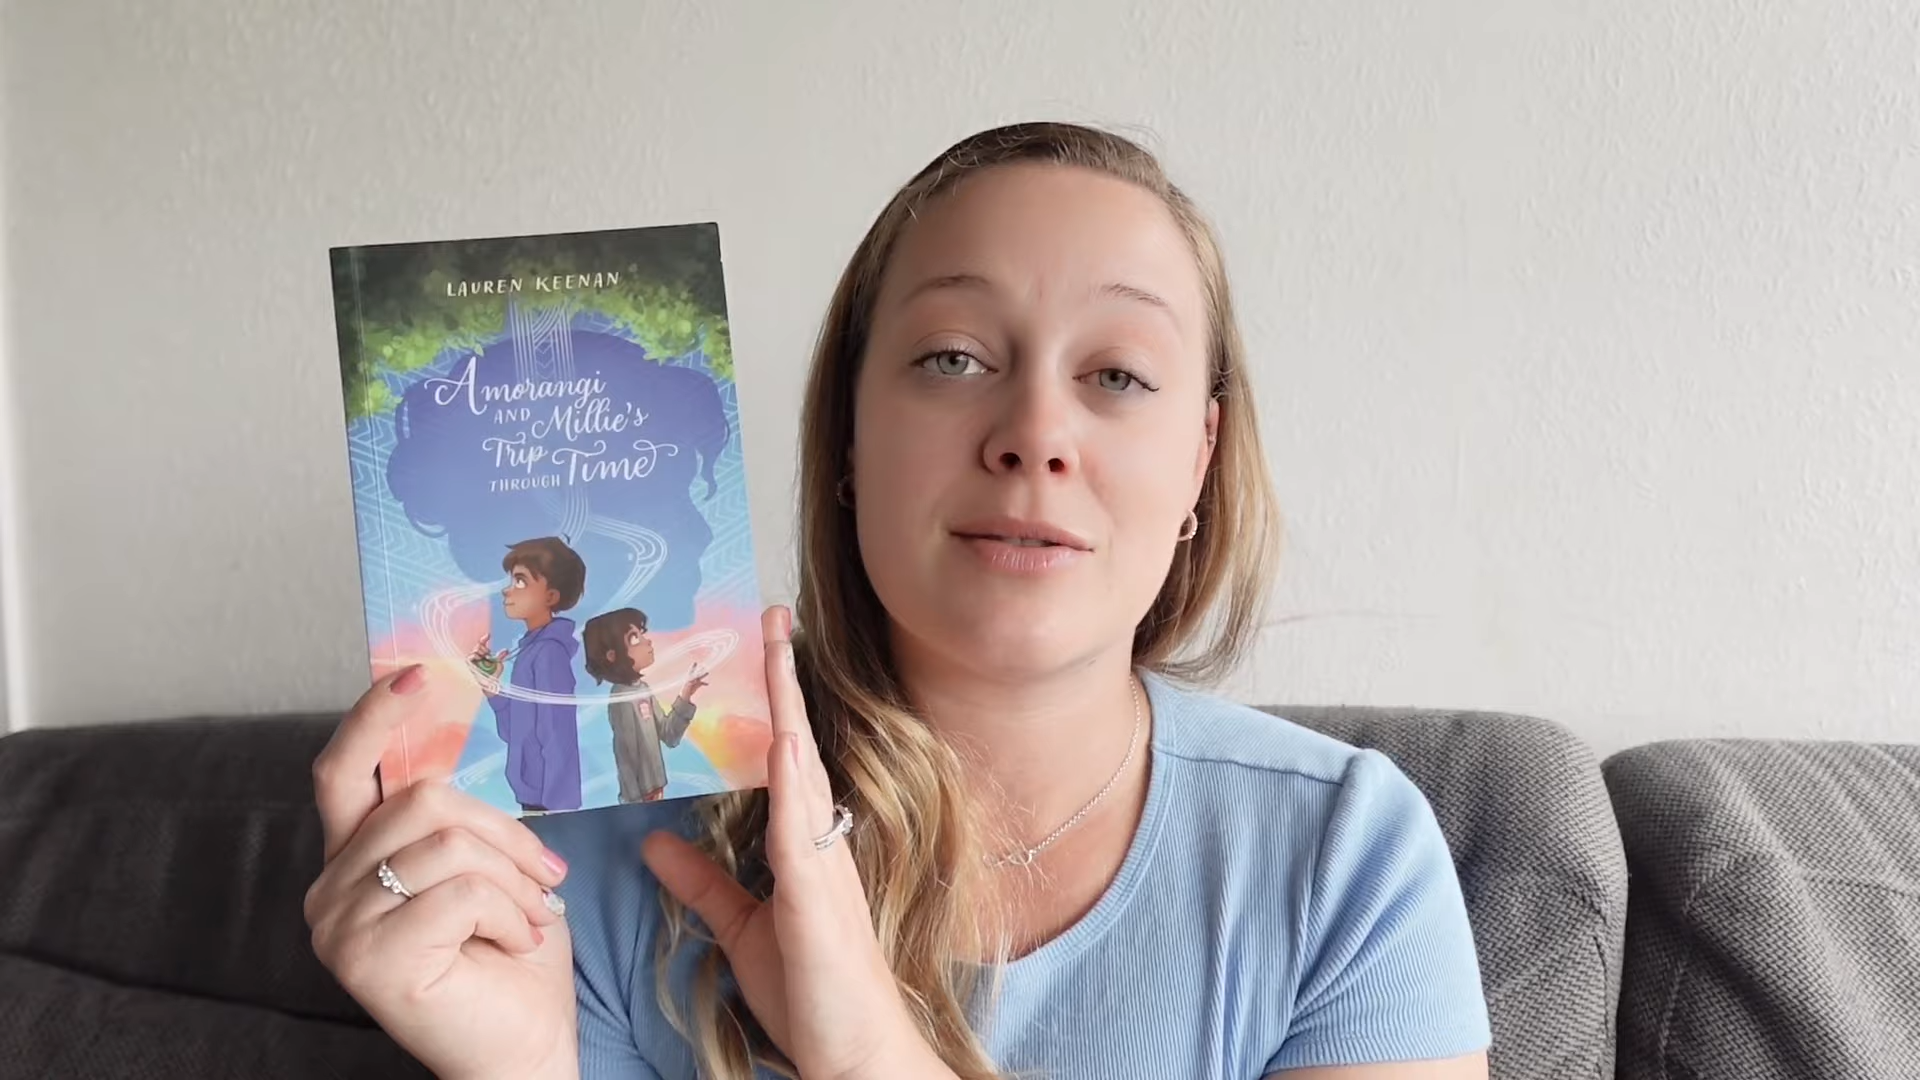 LAUREN KEENAN
Amorangi
AND Millie's
Trip
THROUGH Time